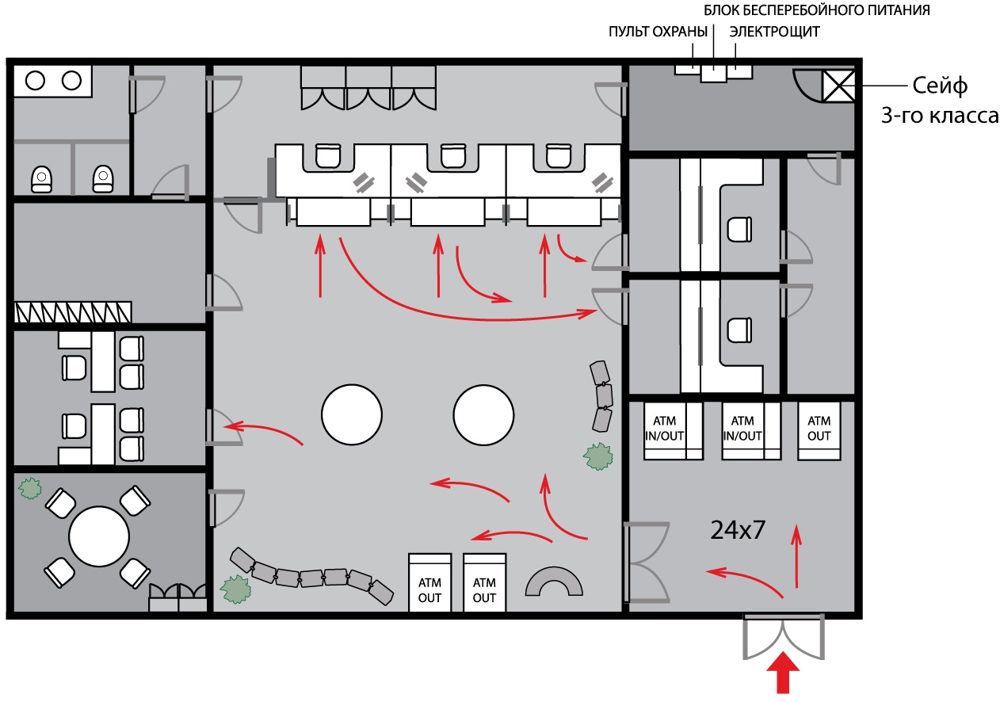 БЛОК БЕСПЕРЕБОЙНОГО ПИТАНИЯ
ПУЛЬТ ОХРАНЫ
ЭЛЕКТРОЩИТ
Сейф
3-го класса
ATM
IN/OUT
ATM
IN/OUT
ATM
OUT
24x7
ATM
OUT
ATM
OUT